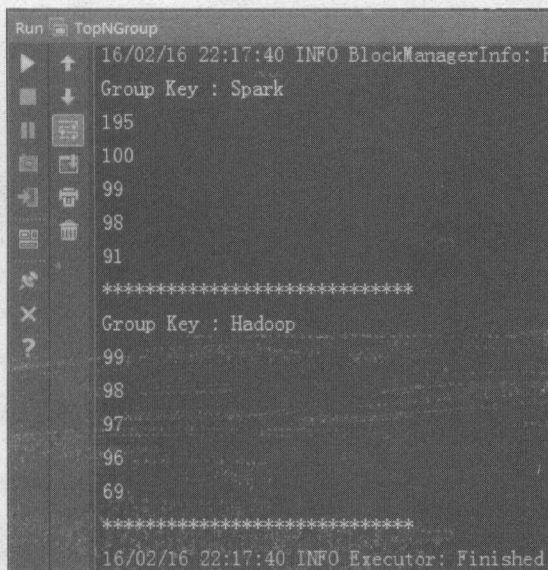 Run TopNGroup
16/02/16 22:17:40 INFO BlockManagerInfo:
Group Key : Spark
195
100
99
98
91
*****************************
Group Key : Hadoop
99
98
97
96
69
*****************************
16/02/16 22:17:40 INFO Executor: Finished